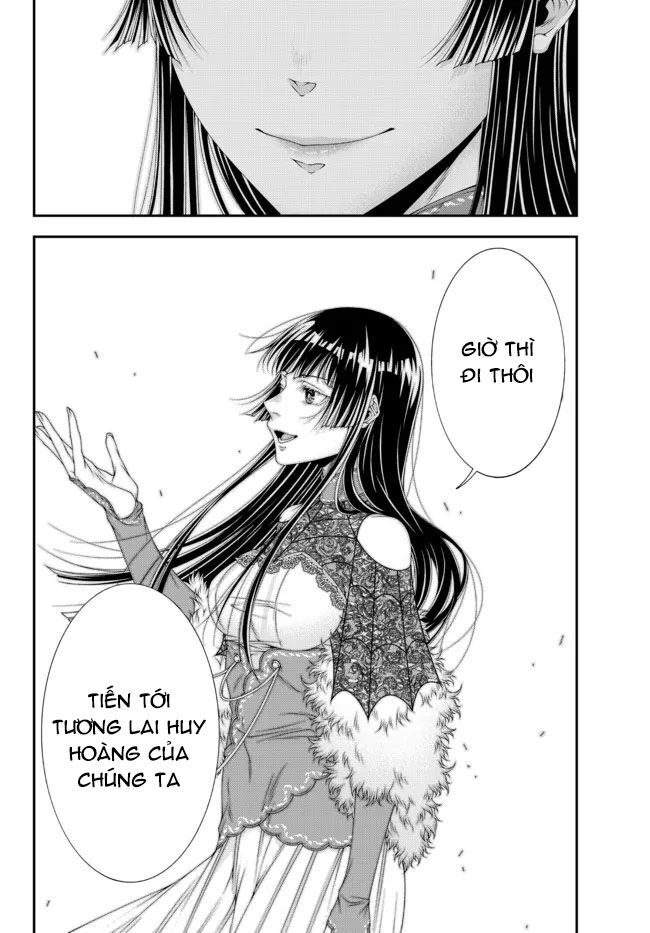 GIỜ THÌ
ĐI THÔI
TIẾN TỚI
TƯƠNG LAI HUY
HOÀNG CỦA
CHÚNG TA